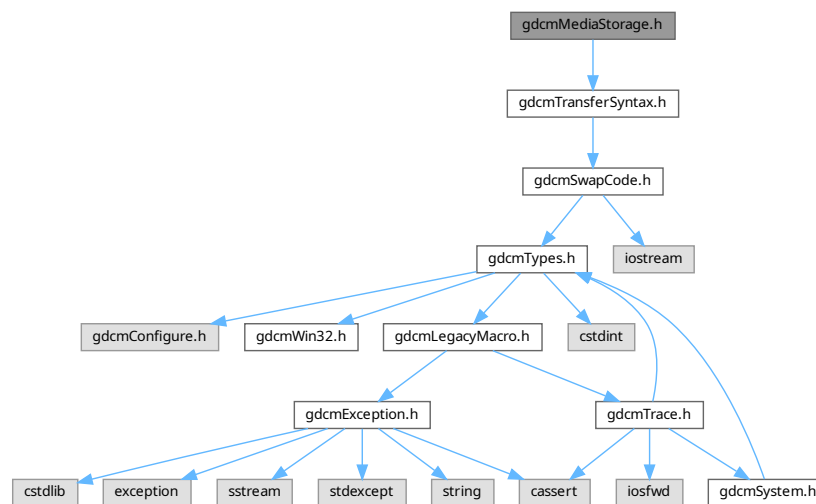 gdcmMediaStorage.h
gdcmTransferSyntax.h
gdcmSwapCode.h
gdcmTypes.h
iostream
gdcmConfigure.h
gdcmWin32.h
gdcmLegacyMacro.h
cstdint
gdcmException.h
gdcmTrace.h
cstdlib
exception
sstream
stdexcept
string
cassert
iosfwd
gdcmSystem.h